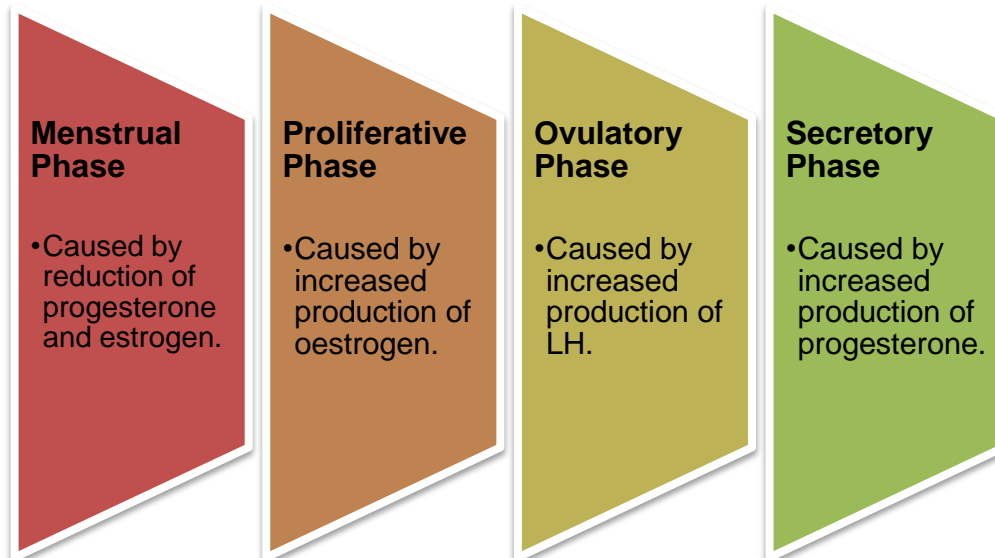 Menstrual
Phase
•Caused by
reduction of
progesterone
and estrogen.
Proliferative
Phase
•Caused by
increased
production of
oestrogen.
Ovulatory
Phase
•Caused by
increased
production of
LH.
Secretory
Phase
•Caused by
increased
production of
progesterone.